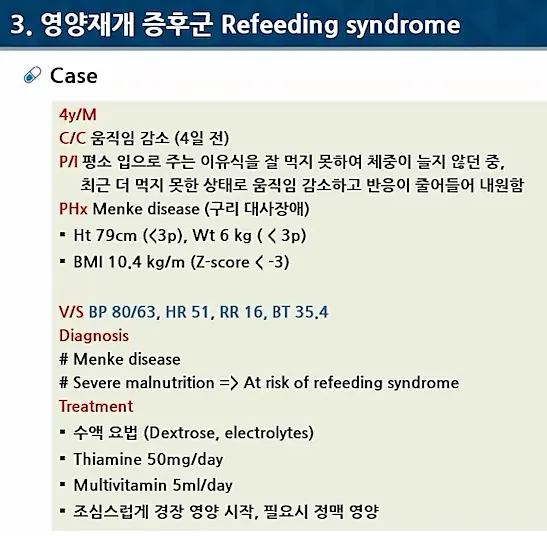 3. 영양재개 증후군 Refeeding syndrome
Case
4y/M
C/C 움직임 감소 (4일 전)
P/I 평소 입으로 주는 이유식을 잘 먹지 못하여 체중이 늘지 않던 중,
최근 더 먹지 못한 상태로 움직임 감소하고 반응이 줄어들어 내원함
PHx Menke disease (구리 대사장애)
▪ Ht 79cm (<3p), Wt 6 kg ( < 3p)
▪ BMI 10.4 kg/m (Z-score < -3)
V/S BP 80/63, HR 51, RR 16, BT 35.4
Diagnosis
# Menke disease
# Severe malnutrition => At risk of refeeding syndrome
Treatment
▪ 수액 요법 (Dextrose, electrolytes)
▪ Thiamine 50mg/day
▪ Multivitamin 5ml/day
▪ 조심스럽게 경장 영양 시작, 필요시 정맥 영양